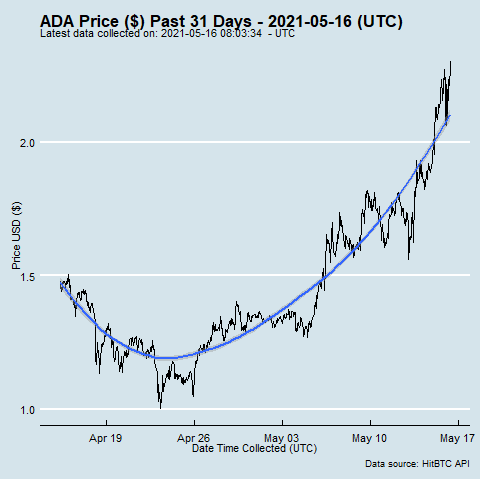 ADA Price ($) Past 31 Days - 2021-05-16 (UTC)
Latest data collected on: 2021-05-16 08:03:34 - UTC
2.0
1.5
1.0
Price USD ($)
Apr 19 Apr 26 May 03 May 10 May 17
Date Time Collected (UTC)
Data source: HitBTC API